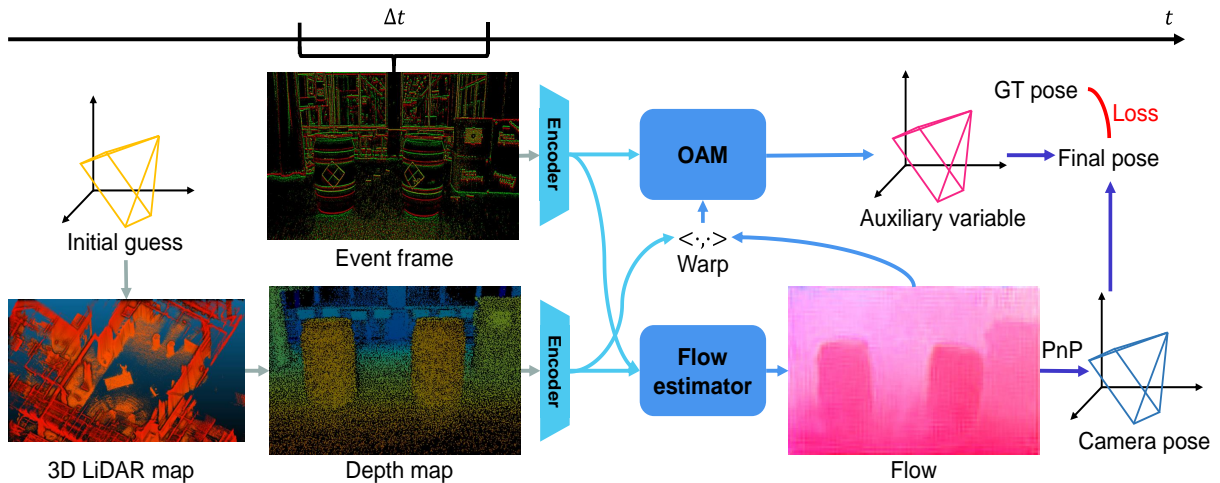 Δt
t
Encoder
OAM
GT pose
Loss
Final pose
Auxiliary variable
Initial guess
Event frame
<·,·>
Warp
Encoder
Flow
estimator
PnP
3D LiDAR map
Depth map
Flow
Camera pose